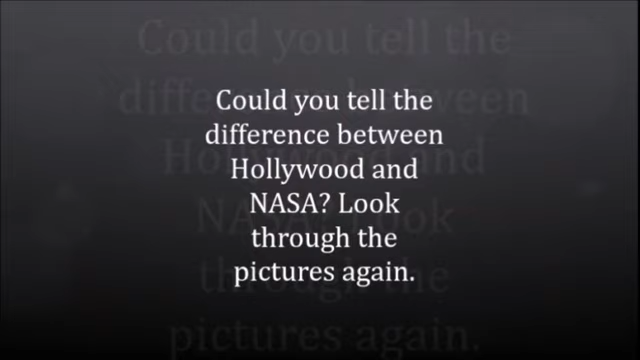 Could you tell the
difference between
Hollywood and
NASA? Look
through the
pictures again.